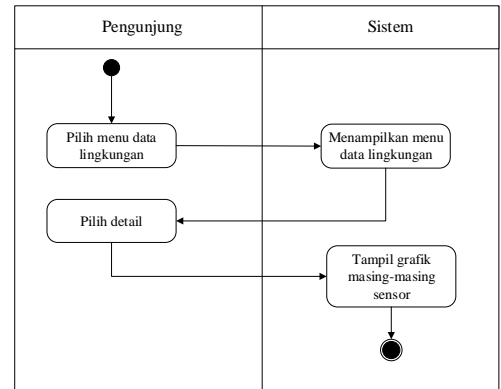 Pengunjung
Sistem
Pilih menu data
lingkungan
Menampilkan menu
data lingkungan
Pilih detail
Tampil grafik
masing-masing
sensor